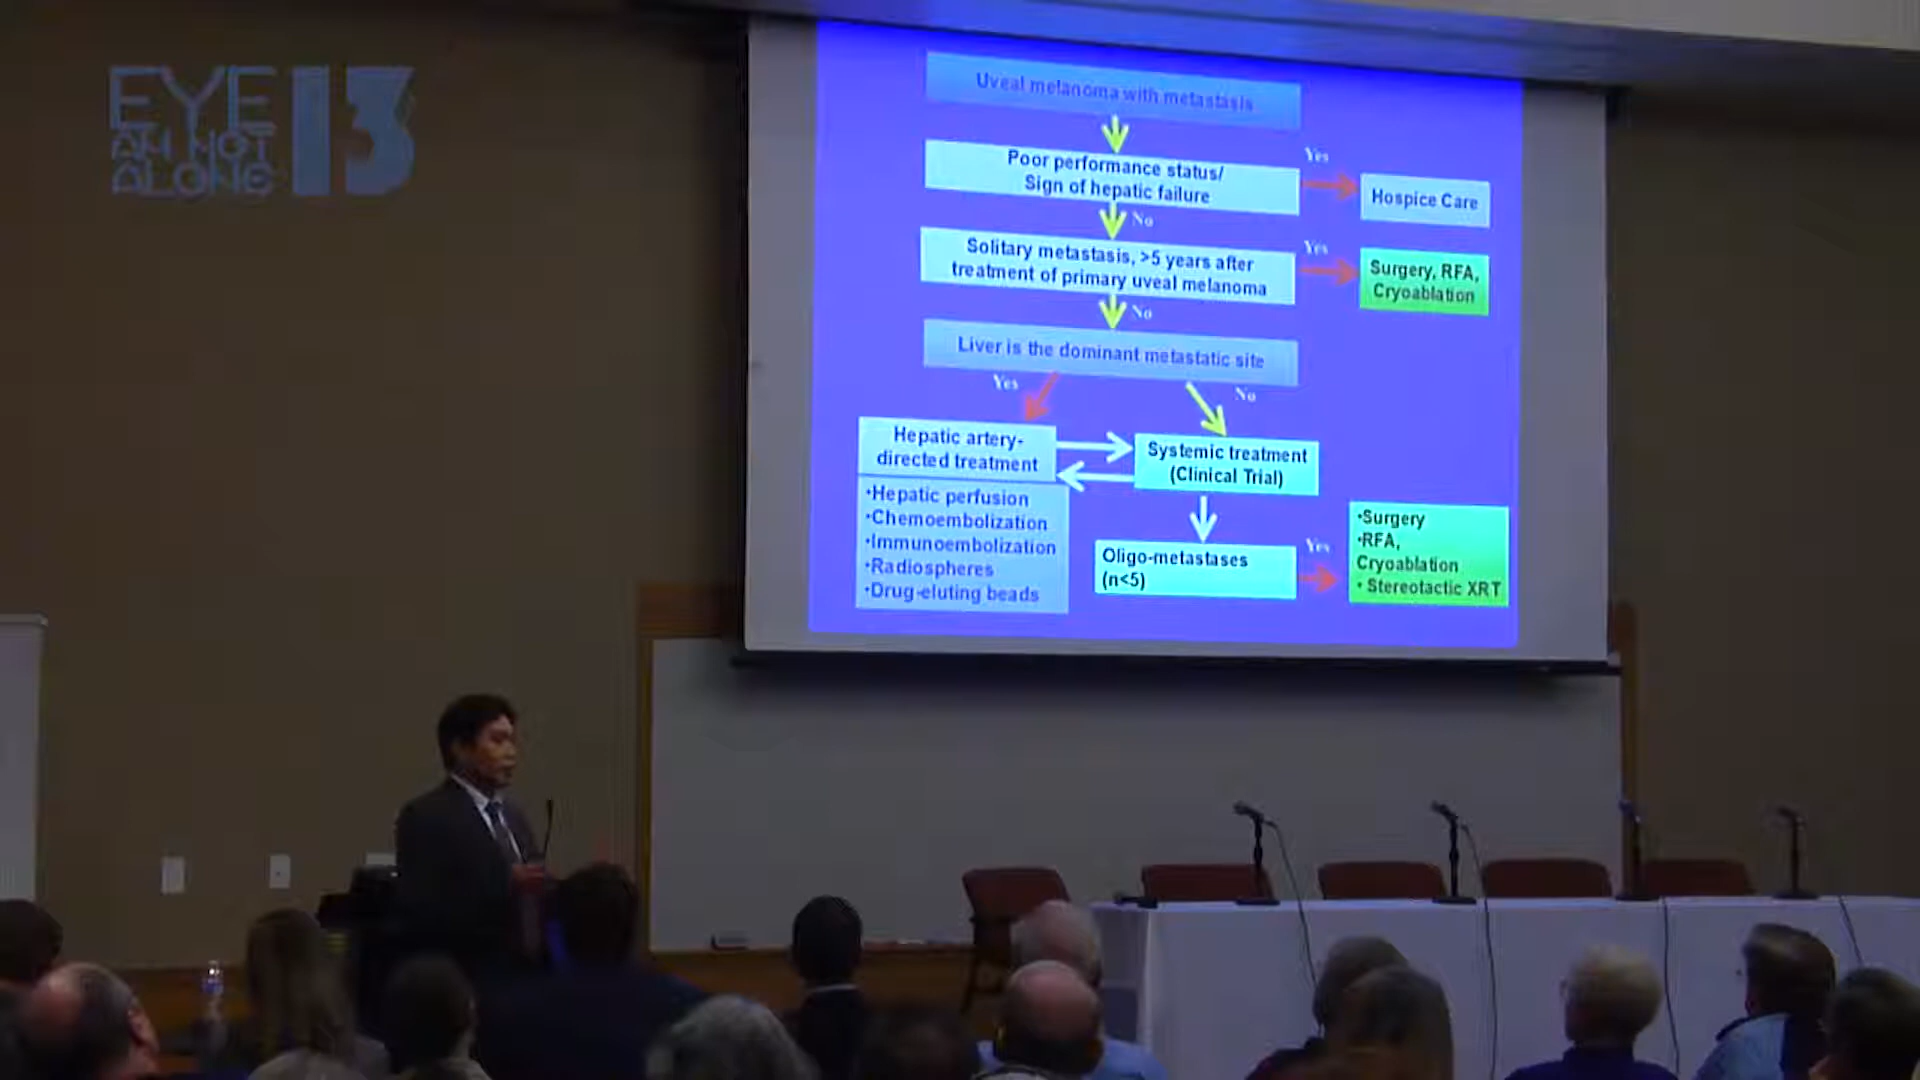 EYE
AM NOT
ALONE
13
Uveal melanoma with metastasis
Poor performance status/
Sign of hepatic failure
Yes
Hospice Care
No
Solitary metastasis, >5 years after
treatment of primary uveal melanoma
Yes
Surgery, RFA,
Cryoablation
No
Liver is the dominant metastatic site
Yes
No
Hepatic artery-
directed treatment
•Hepatic perfusion
•Chemoembolization
•Immunoembolization
•Radiospheres
•Drug-eluting beads
Systemic treatment
(Clinical Trial)
Oligo-metastases
(n<5)
Yes
•Surgery
•RFA,
Cryoablation
• Stereotactic XRT